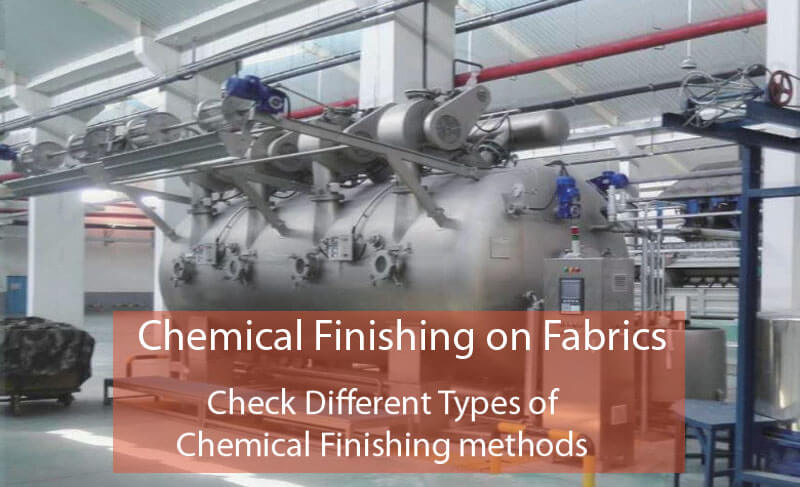 Chemical Finishing on Fabrics
Check Different Types of
Chemical Finishing methods